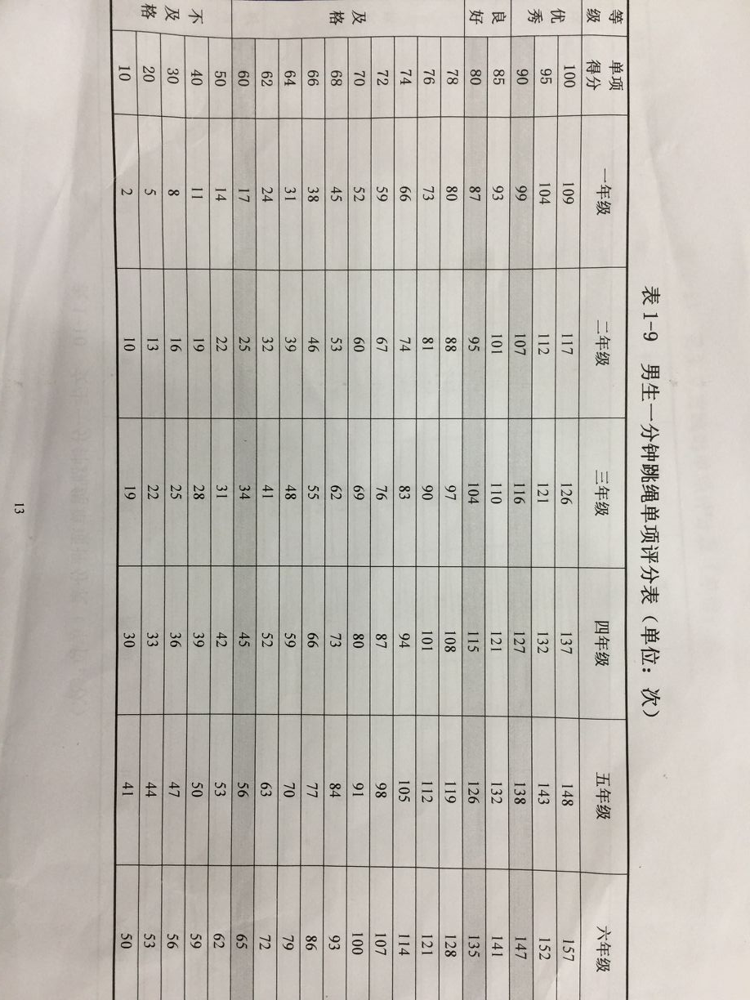 表1-9 男生一分钟跳绳单项评分表(单位:次)
等级 单项得分 一年级 二年级 三年级 四年级 五年级 六年级
优秀 100 109 117 126 137 148 157
95 104 112 121 132 143 152
90 99 107 116 127 138 147
良好 85 93 101 110 121 132 141
80 87 95 104 115 126 135
及格 78 80 88 97 108 119 128
76 73 81 90 101 112 121
74 66 74 83 94 105 114
72 59 67 76 87 98 107
70 52 60 69 80 91 100
68 45 53 62 73 84 93
66 38 46 55 66 77 86
64 31 39 48 59 70 79
62 24 32 41 52 63 72
60 17 25 34 45 56 65
不及格 50 14 22 31 42 53 62
40 11 19 28 39 50 59
30 8 16 25 36 47 56
20 5 13 22 33 44 53
10 2 10 19 30 41 50
13